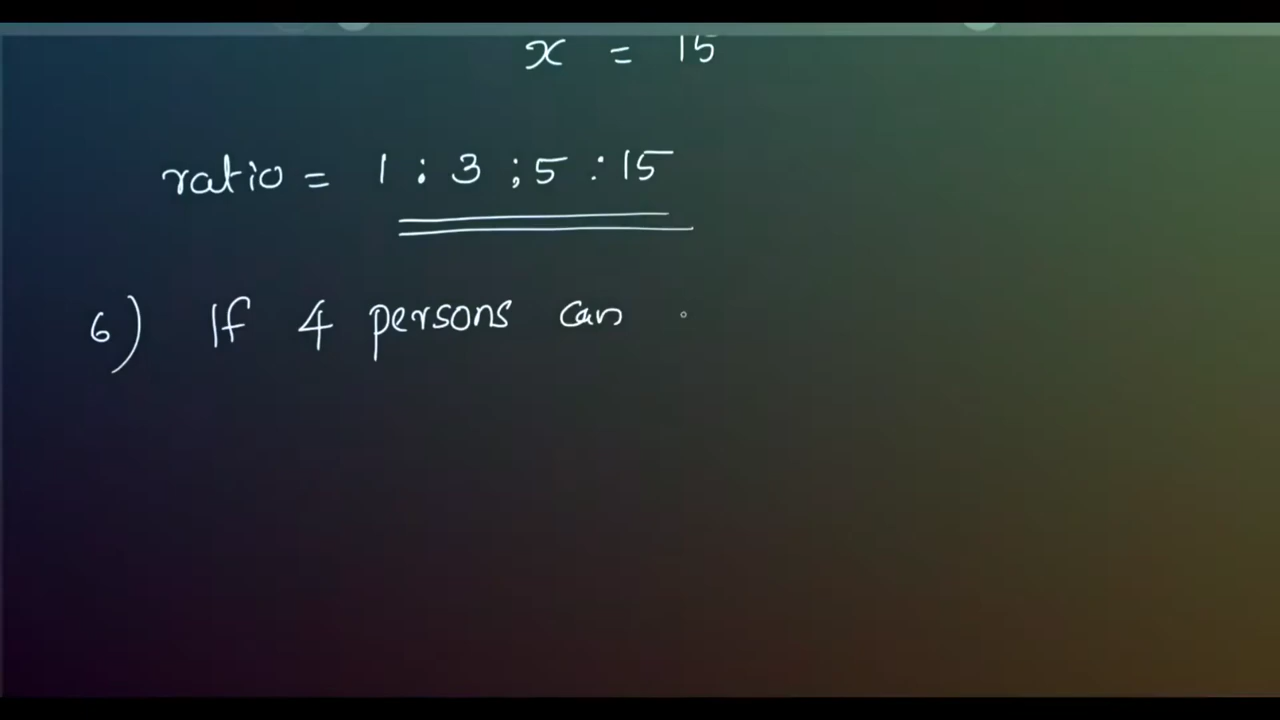 x = 15
ratio = 1 : 3 ; 5 : 15
6) If 4 persons can